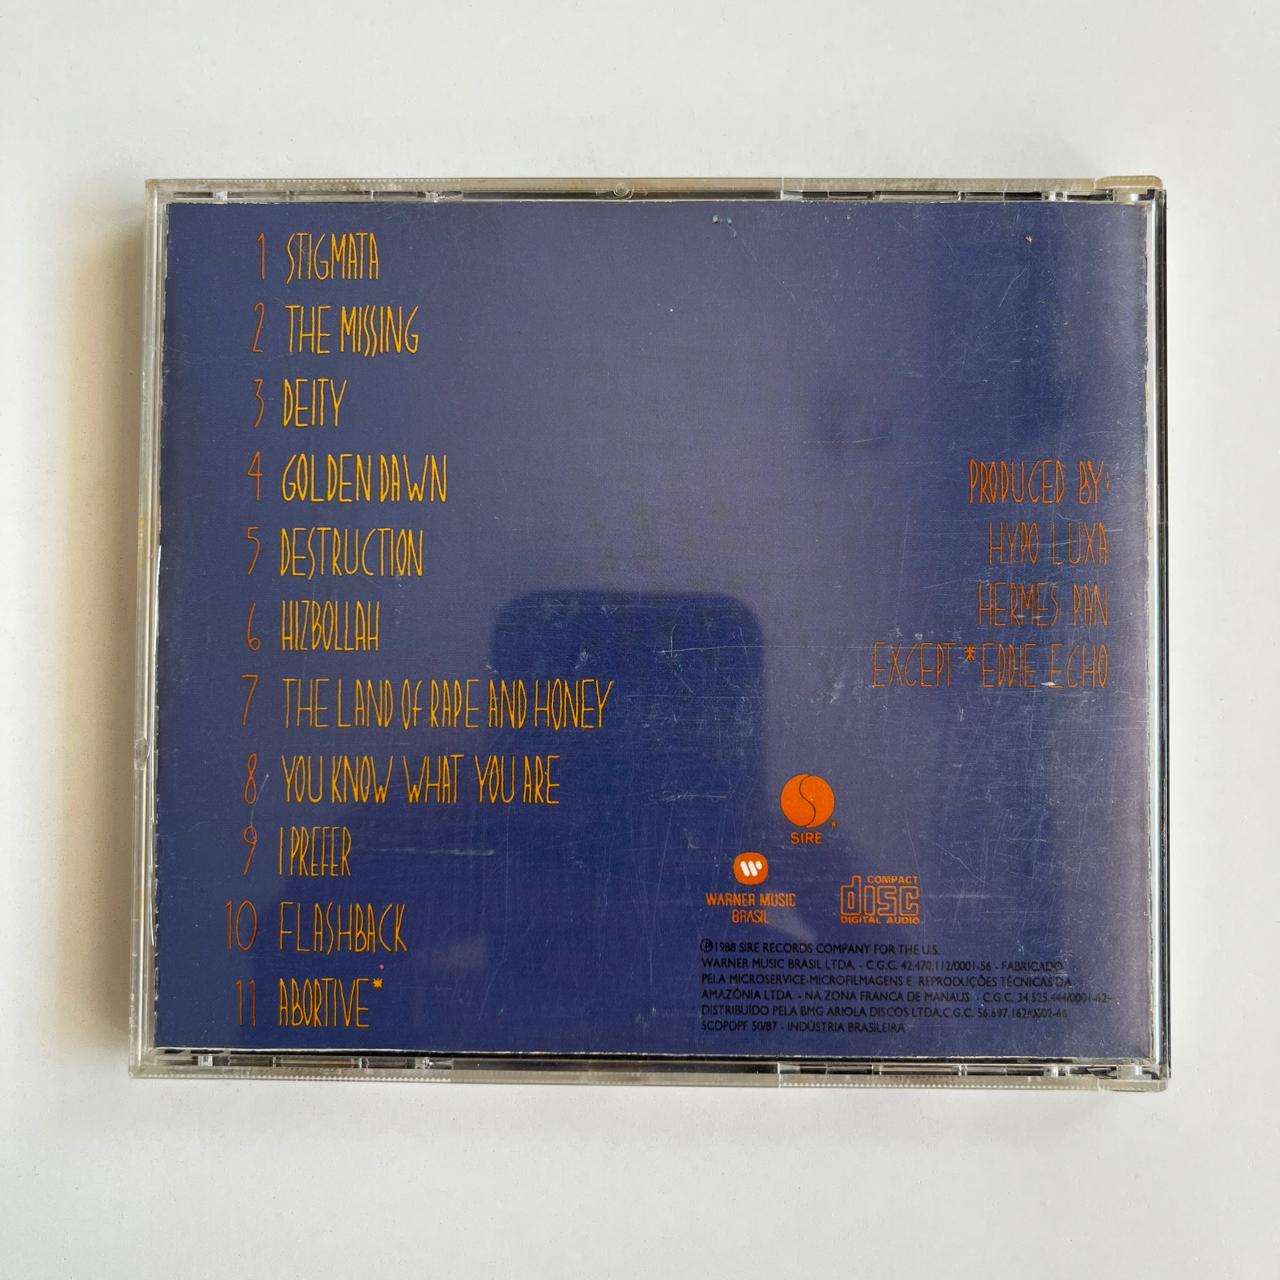 1 STIGMATA
2 THE MISSING
3 DEITY
4 GOLDEN DAWN
5 DESTRUCTION
6 HIZBOLLAH
7 THE LAND OF RAPE AND HONEY
8 YOU KNOW WHAT YOU ARE
9 I PREFER
10 FLASHBACK
11 ABORTIVE*
PRODUCED BY:
HYPO LUXA
HERMES PAN
EXCEPT *EDDIE ECHO
SIRE
WARNER MUSIC
BRASIL
COMPACT
disc
DIGITAL AUDIO
℗1988 SIRE RECORDS COMPANY FOR THE U.S.
WARNER MUSIC BRASIL LTDA. - C.G.C. 42.470.112/0001-56 - FABRICADO
PELA MICROSERVICE-MICROFILMAGENS E REPRODUÇÕES TÉCNICAS DA
AMAZÔNIA LTDA. - NA ZONA FRANCA DE MANAUS - C.G.C. 34.525.444/0001-62-
DISTRIBUÍDO PELA BMG ARIOLA DISCOS LTDA.C.G.C. 56.697.162/0002-46
SCDPDPF 50/87 - INDÚSTRIA BRASILEIRA